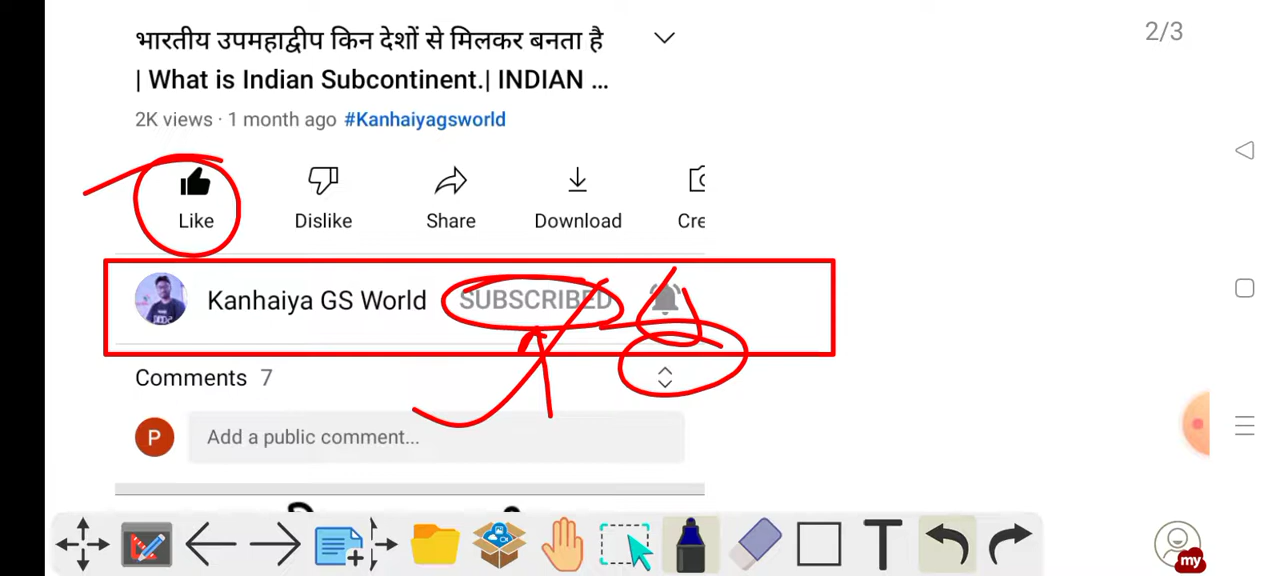 भारतीय उपमहाद्वीप किन देशों से मिलकर बनता है
2/3
| What is Indian Subcontinent.| INDIAN ...
2K views · 1 month ago #Kanhaiyagsworld
Like Dislike Share Download Cre
Kanhaiya GS World SUBSCRIBED
Comments 7
P Add a public comment...
T
my